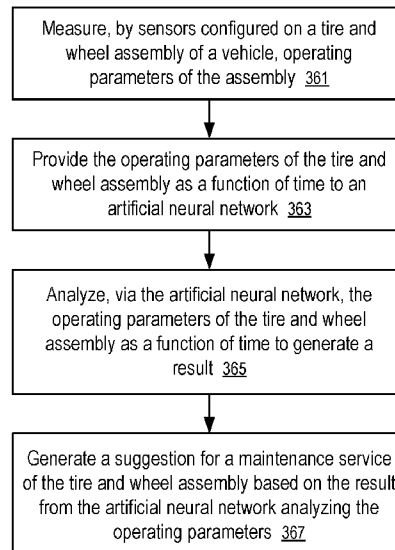 Measure, by sensors configured on a tire and
wheel assembly of a vehicle, operating
parameters of the assembly 361
Provide the operating parameters of the tire and
wheel assembly as a function of time to an
artificial neural network 363
Analyze, via the artificial neural network, the
operating parameters of the tire and wheel
assembly as a function of time to generate a
result 365
Generate a suggestion for a maintenance service
of the tire and wheel assembly based on the result
from the artificial neural network analyzing the
operating parameters 367